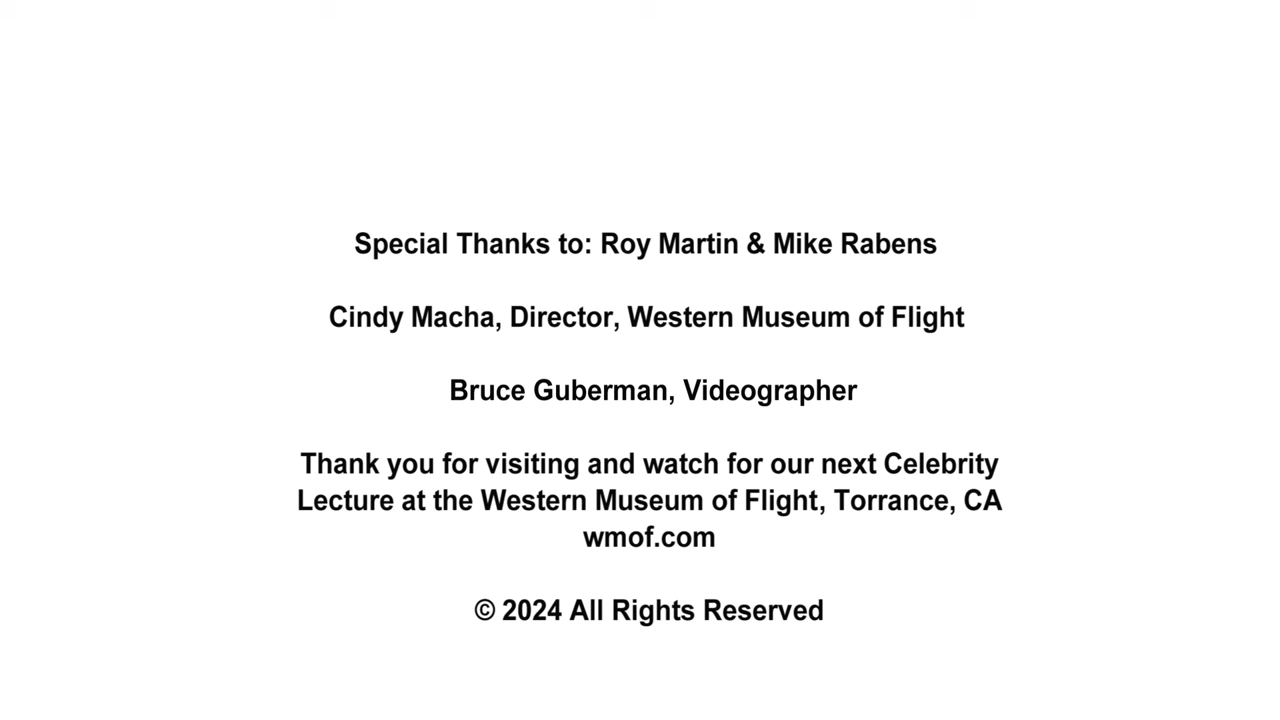 Special Thanks to: Roy Martin & Mike Rabens
Cindy Macha, Director, Western Museum of Flight
Bruce Guberman, Videographer
Thank you for visiting and watch for our next Celebrity
Lecture at the Western Museum of Flight, Torrance, CA
wmof.com
© 2024 All Rights Reserved